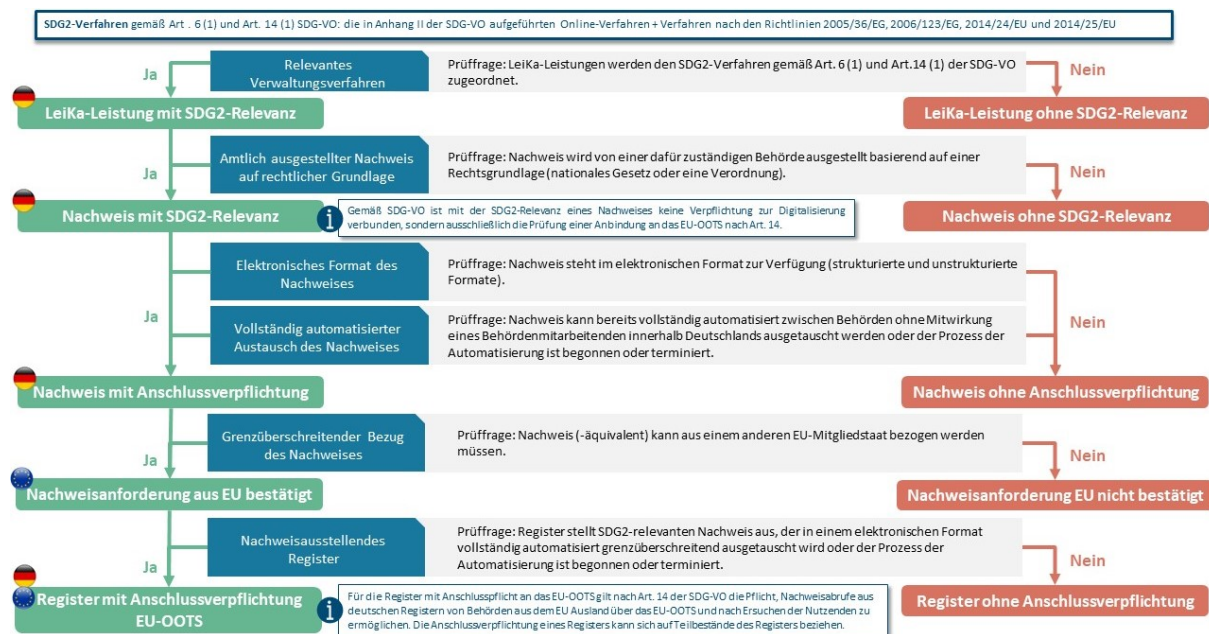 SDG2-Verfahren gemäß Art . 6 (1) und Art. 14 (1) SDG-VO: die in Anhang II der SDG-VO aufgeführten Online-Verfahren + Verfahren nach den Richtlinien 2005/36/EG, 2006/123/EG, 2014/24/EU und 2014/25/EU
Ja
Relevantes
Verwaltungsverfahren
Prüffrage: LeiKa-Leistungen werden den SDG2-Verfahren gemäß Art. 6 (1) und Art.14 (1) der SDG-VO
zugeordnet.
Nein
LeiKa-Leistung mit SDG2-Relevanz
LeiKa-Leistung ohne SDG2-Relevanz
Ja
Amtlich ausgestellter Nachweis
auf rechtlicher Grundlage
Prüffrage: Nachweis wird von einer dafür zuständigen Behörde ausgestellt basierend auf einer
Rechtsgrundlage (nationales Gesetz oder eine Verordnung).
Nein
Nachweis mit SDG2-Relevanz
i
Gemäß SDG-VO ist mit der SDG2-Relevanz eines Nachweises keine Verpflichtung zur Digitalisierung
verbunden, sondern ausschließlich die Prüfung einer Anbindung an das EU-OOTS nach Art. 14.
Nachweis ohne SDG2-Relevanz
Elektronisches Format des
Nachweises
Prüffrage: Nachweis steht im elektronischen Format zur Verfügung (strukturierte und unstrukturierte
Formate).
Ja
Nein
Vollständig automatisierter
Austausch des Nachweises
Prüffrage: Nachweis kann bereits vollständig automatisiert zwischen Behörden ohne Mitwirkung
eines Behördenmitarbeitenden innerhalb Deutschlands ausgetauscht werden oder der Prozess der
Automatisierung ist begonnen oder terminiert.
Nachweis mit Anschlussverpflichtung
Nachweis ohne Anschlussverpflichtung
Ja
Grenzüberschreitender Bezug
des Nachweises
Prüffrage: Nachweis (-äquivalent) kann aus einem anderen EU-Mitgliedstaat bezogen werden
müssen.
Nein
Nachweisanforderung aus EU bestätigt
Nachweisanforderung EU nicht bestätigt
Ja
Nachweisausstellendes
Register
Prüffrage: Register stellt SDG2-relevanten Nachweis aus, der in einem elektronischen Format
vollständig automatisiert grenzüberschreitend ausgetauscht wird oder der Prozess der
Automatisierung ist begonnen oder terminiert.
Nein
Register mit Anschlussverpflichtung
EU-OOTS
i
Für die Register mit Anschlusspflicht an das EU-OOTS gilt nach Art. 14 der SDG-VO die Pflicht, Nachweisabrufe aus
deutschen Registern von Behörden aus dem EU Ausland über das EU-OOTS und nach Ersuchen der Nutzenden zu
ermöglichen. Die Anschlussverpflichtung eines Registers kann sich auf Teilbestände des Registers beziehen.
Register ohne Anschlussverpflichtung